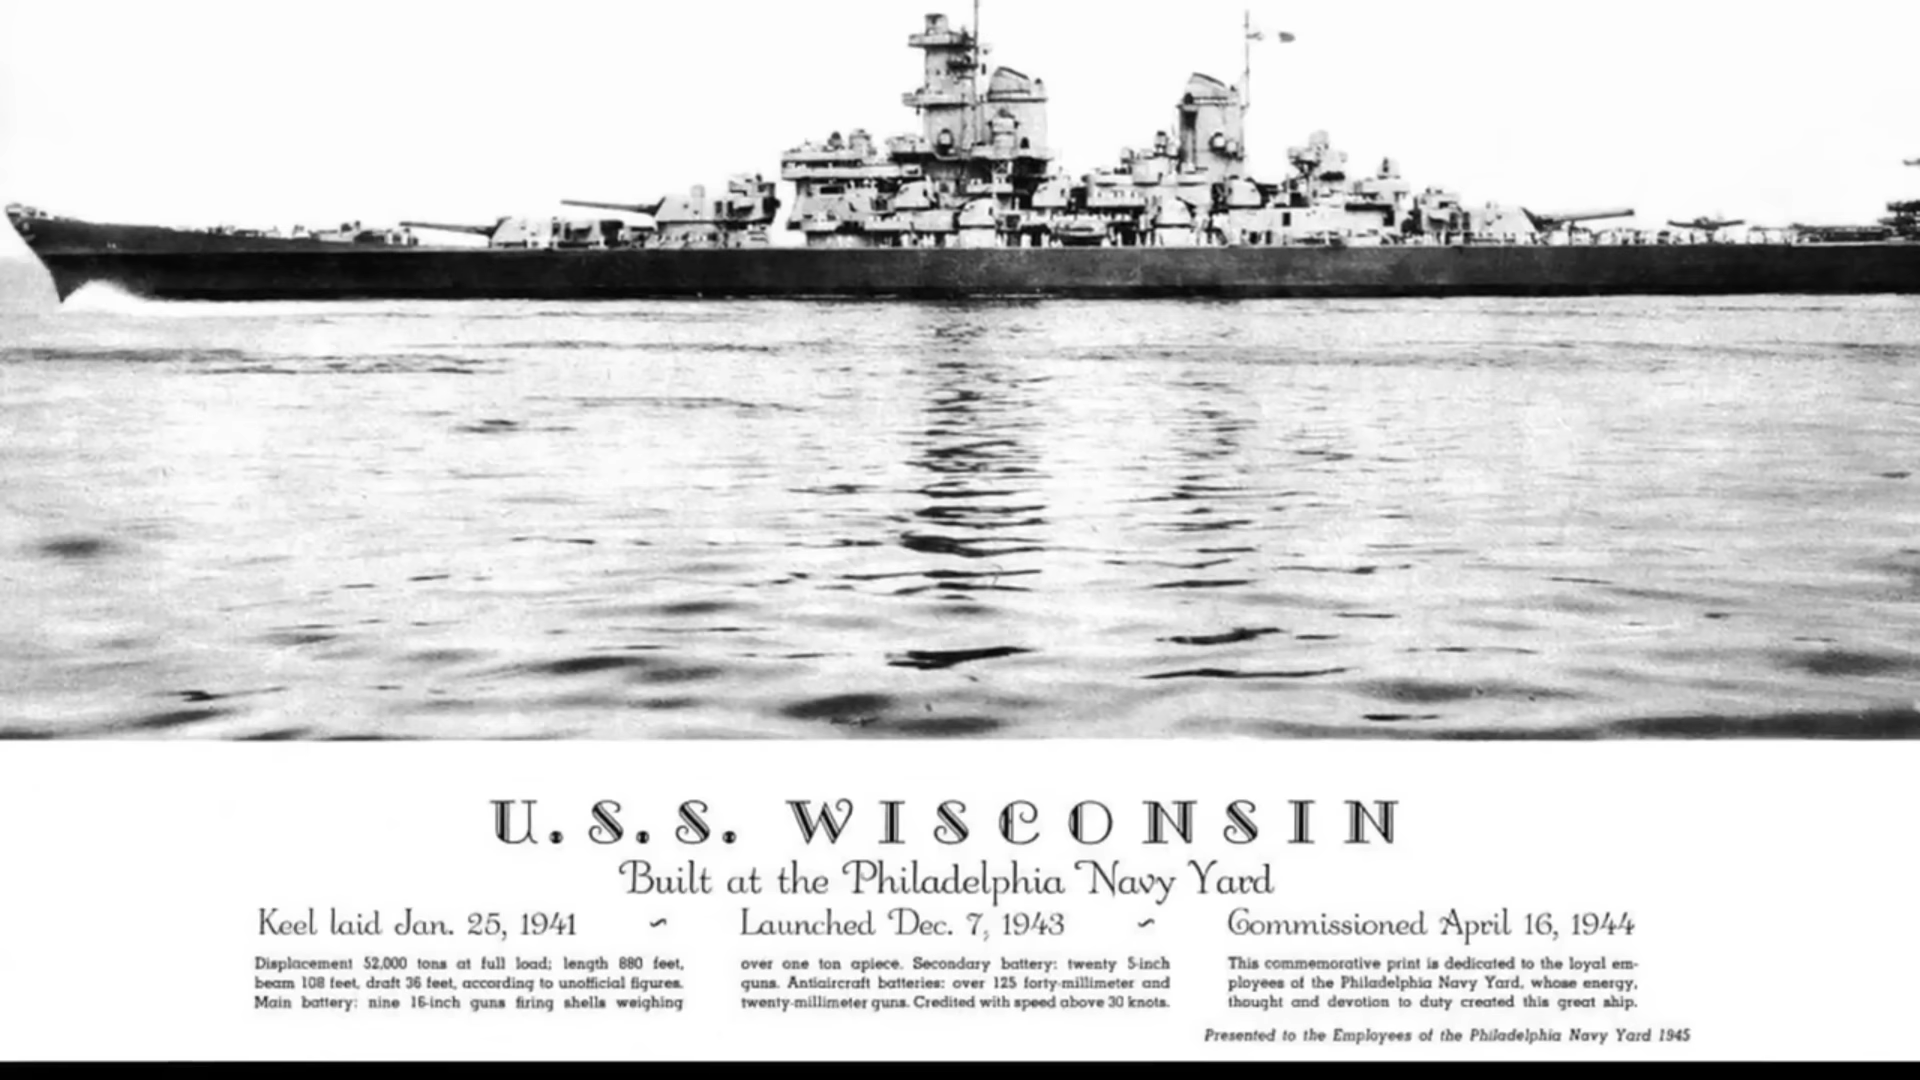 U.S.S. WISCONSIN
Built at the Philadelphia Navy Yard
Keel laid Jan. 25, 1941 ~ Launched Dec. 7, 1943 ~ Commissioned April 16, 1944
Displacement 52,000 tons at full load; length 880 feet,
beam 108 feet, draft 36 feet, according to unofficial figures.
Main battery: nine 16-inch guns firing shells weighing
over one ton apiece. Secondary battery: twenty 5-inch
guns. Antiaircraft batteries: over 125 forty-millimeter and
twenty-millimeter guns. Credited with speed above 30 knots.
This commemorative print is dedicated to the loyal em-
ployees of the Philadelphia Navy Yard, whose energy,
thought and devotion to duty created this great ship.
Presented to the Employees of the Philadelphia Navy Yard 1945